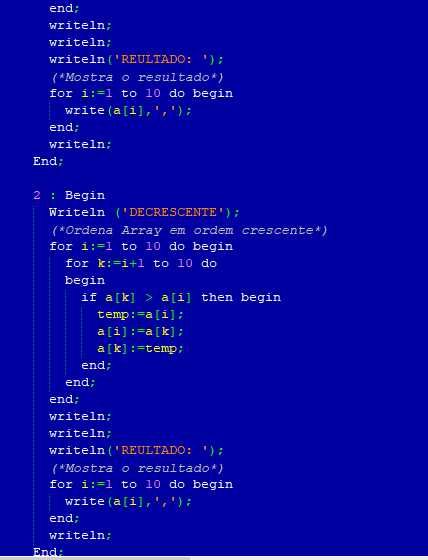 end;
writeln;
writeln;
writeln('REULTADO: ');
(*Mostra o resultado*)
for i:=1 to 10 do begin
write(a[i],',');
end;
writeln;
End;
2 : Begin
Writeln ('DECRESCENTE');
(*Ordena Array em ordem crescente*)
for i:=1 to 10 do begin
for k:=i+1 to 10 do
begin
if a[k] > a[i] then begin
temp:=a[i];
a[i]:=a[k];
a[k]:=temp;
end;
end;
end;
writeln;
writeln;
writeln('REULTADO: ');
(*Mostra o resultado*)
for i:=1 to 10 do begin
write(a[i],',');
end;
writeln;
End;